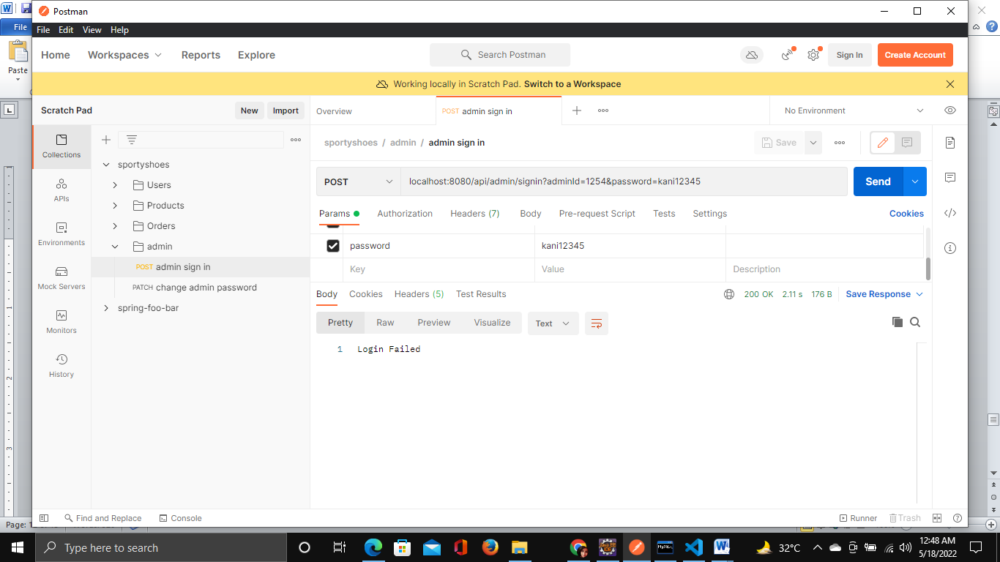 Postman
File
File Edit View Help
Paste
Home Workspaces Reports Explore
Search Postman
Sign In
Create Account
Working locally in Scratch Pad. Switch to a Workspace
Scratch Pad
New
Import
Overview
POST admin sign in
No Environment
Collections
APIs
Environments
Mock Servers
Monitors
History
sportyshoes
Users
Products
Orders
admin
POST admin sign in
PATCH change admin password
spring-foo-bar
sportyshoes / admin / admin sign in
Save
POST
localhost:8080/api/admin/signin?adminId=1254&password=kani12345
Send
Params Authorization Headers (7) Body Pre-request Script Tests Settings
Cookies
password kani12345
Key Value Description
Body Cookies Headers (5) Test Results
200 OK 2.11 s 176 B
Save Response
Pretty Raw Preview Visualize
Text
1 Login Failed
Find and Replace
Console
Runner
Trash
Page:
Type here to search
32°C
12:48 AM
5/18/2022